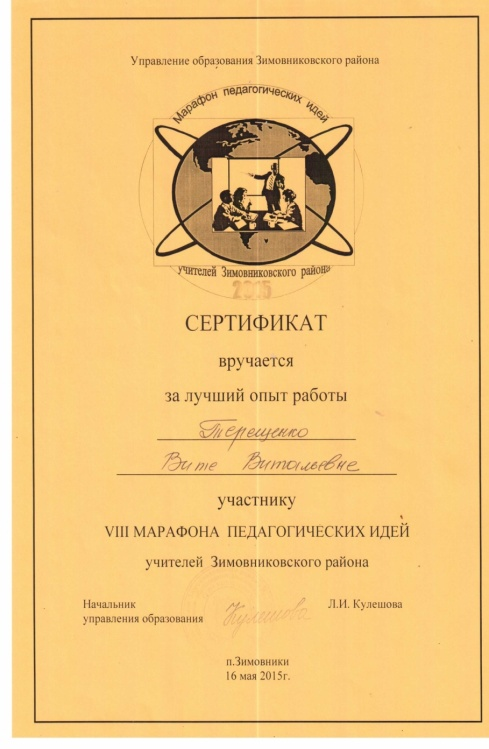 Управление образования Зимовниковского района
Марафон педагогических идей
учителей Зимовниковского района
2015
СЕРТИФИКАТ
вручается
за лучший опыт работы
Терещенко
Вите Витальевне
участнику
VIII МАРАФОНА ПЕДАГОГИЧЕСКИХ ИДЕЙ
учителей Зимовниковского района
Начальник
управления образования Кулешова Л.И. Кулешова
п.Зимовники
16 мая 2015г.